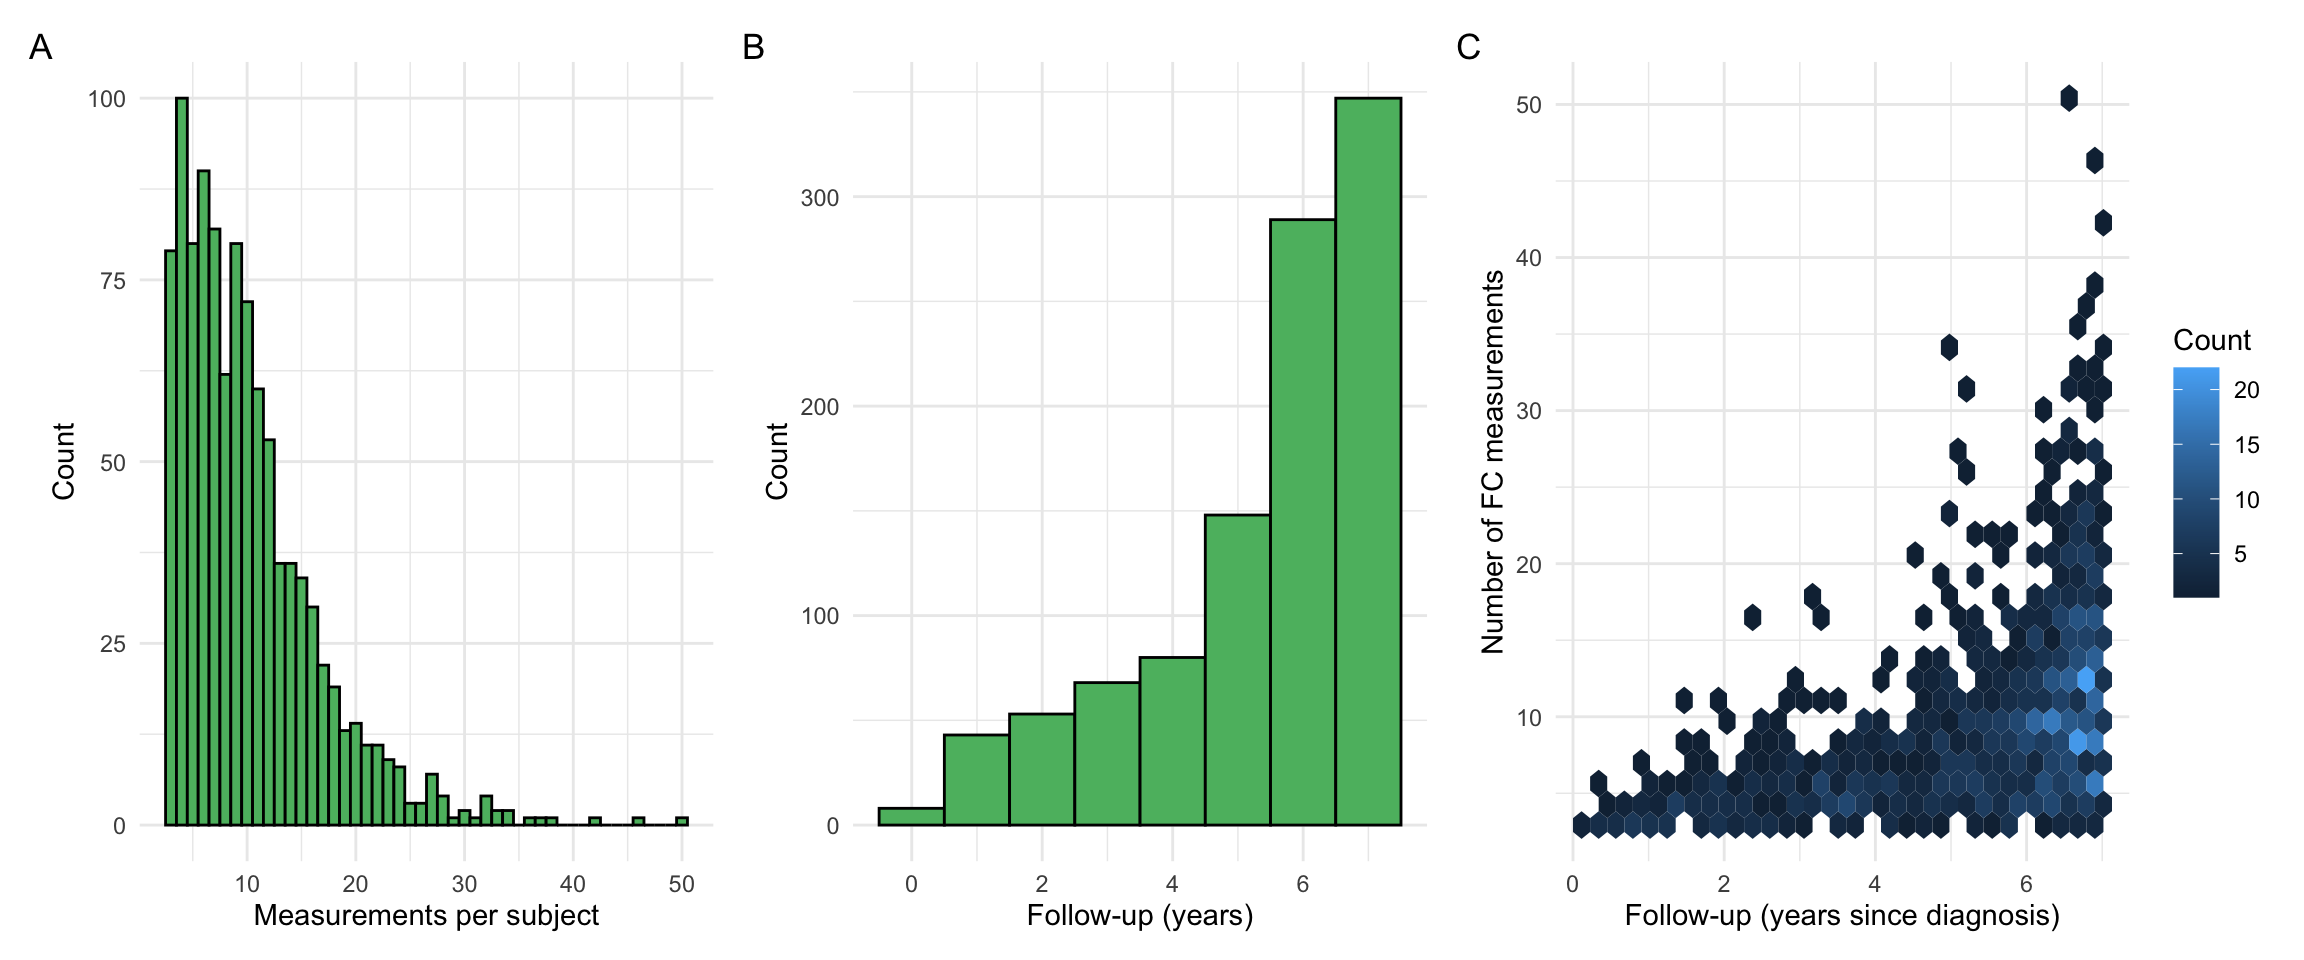 A
100
75
50
25
0
Count
10 20 30 40 50
Measurements per subject
B
300
200
100
0
Count
0 2 4 6
Follow-up (years)
C
50
40
30
20
10
Number of FC measurements
0 2 4 6
Follow-up (years since diagnosis)
Count
20
15
10
5